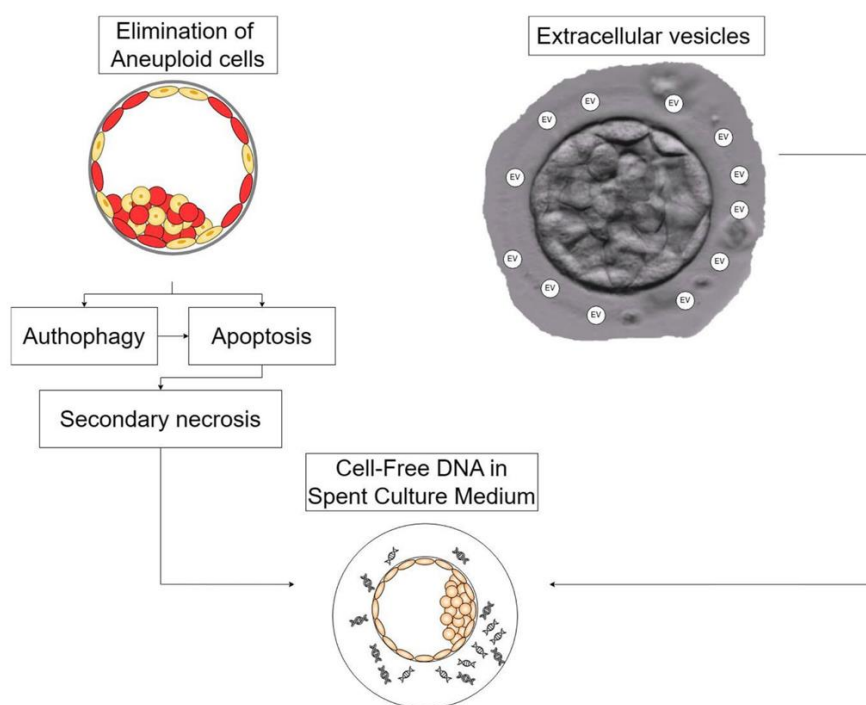 Elimination of
Aneuploid cells
Extracellular vesicles
EV
EV
EV
EV
EV
EV
EV
EV
EV
EV
EV
EV
EV
Authophagy
Apoptosis
Secondary necrosis
Cell-Free DNA in
Spent Culture Medium